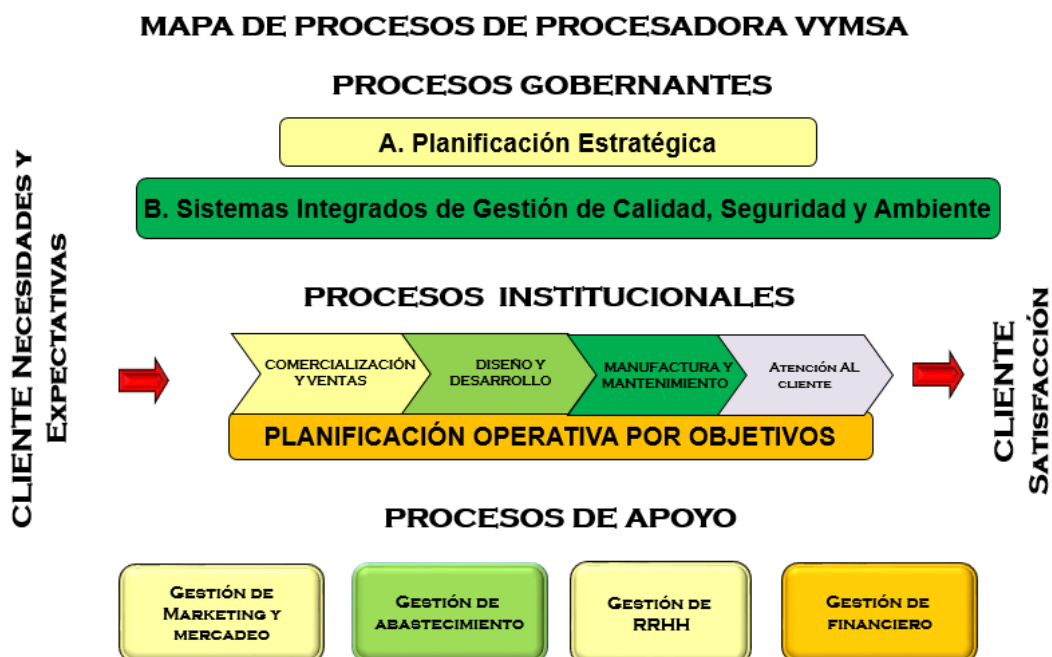 MAPA DE PROCESOS DE PROCESADORA VYMSA
PROCESOS GOBERNANTES
A. Planificación Estratégica
B. Sistemas Integrados de Gestión de Calidad, Seguridad y Ambiente
CLIENTE NECESIDADES Y
EXPECTATIVAS
PROCESOS INSTITUCIONALES
COMERCIALIZACIÓN
Y VENTAS
DISEÑO Y
DESARROLLO
MANUFACTURA Y
MANTENIMIENTO
ATENCIÓN AL
CLIENTE
PLANIFICACIÓN OPERATIVA POR OBJETIVOS
CLIENTE
SATISFACCIÓN
PROCESOS DE APOYO
GESTIÓN DE
MARKETING Y
MERCADEO
GESTIÓN DE
ABASTECIMIENTO
GESTIÓN DE
RRHH
GESTIÓN DE
FINANCIERO